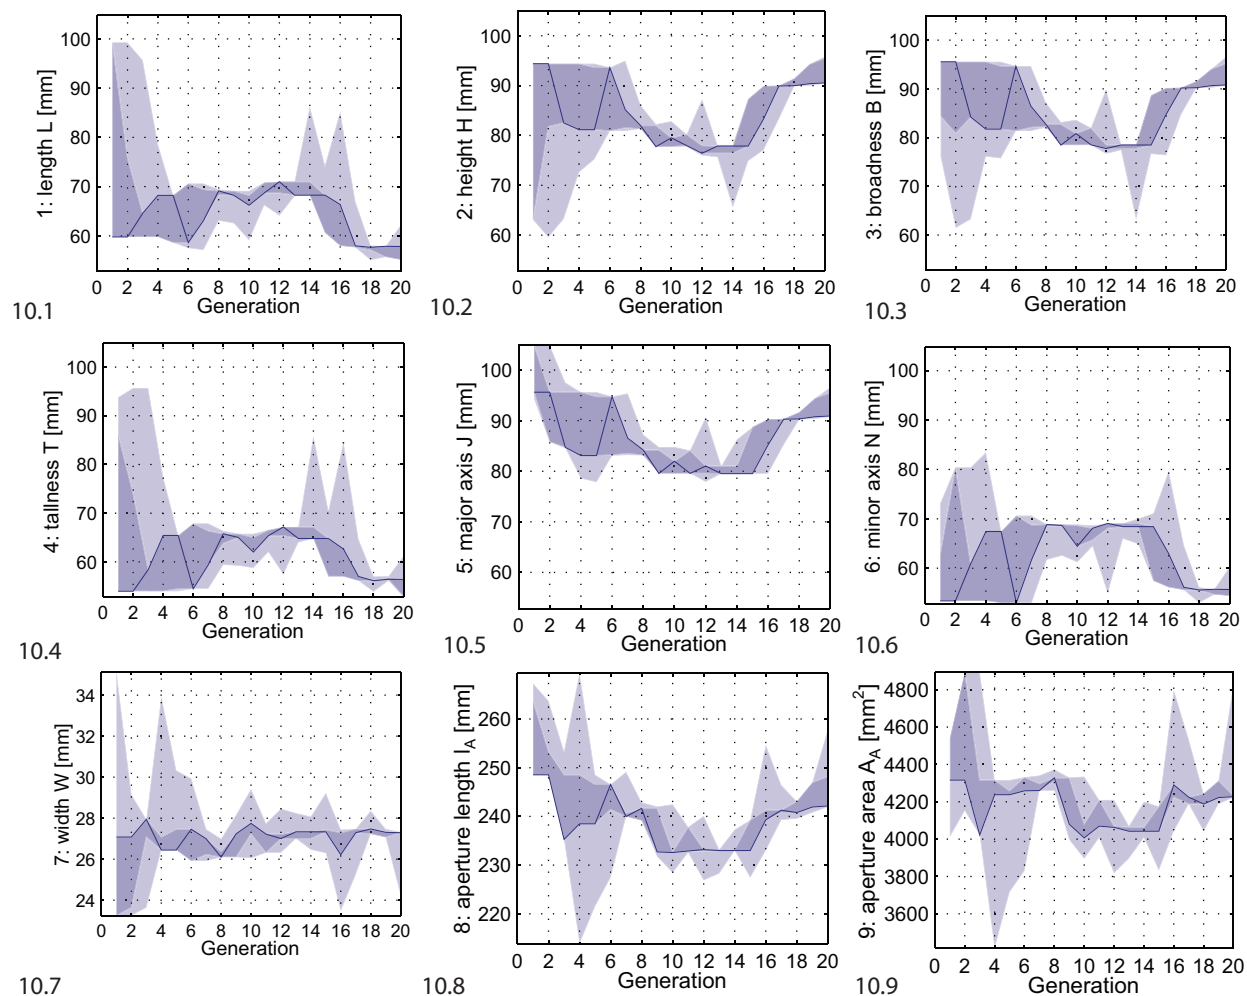 100
90
80
70
60
1: length L [mm]
0 2 4 6 8 10 12 14 16 18 20
Generation
10.1
100
90
80
70
60
2: height H [mm]
0 2 4 6 8 10 12 14 16 18 20
Generation
10.2
100
90
80
70
60
3: broadness B [mm]
0 2 4 6 8 10 12 14 16 18 20
Generation
10.3
100
90
80
70
60
4: tallness T [mm]
0 2 4 6 8 10 12 14 16 18 20
Generation
10.4
100
90
80
70
60
5: major axis J [mm]
0 2 4 6 8 10 12 14 16 18 20
Generation
10.5
100
90
80
70
60
6: minor axis N [mm]
0 2 4 6 8 10 12 14 16 18 20
Generation
10.6
34
32
30
28
26
24
7: width W [mm]
0 2 4 6 8 10 12 14 16 18 20
Generation
10.7
260
250
240
230
220
8: aperture length l_A [mm]
0 2 4 6 8 10 12 14 16 18 20
Generation
10.8
4800
4600
4400
4200
4000
3800
3600
9: aperture area A_A [mm²]
0 2 4 6 8 10 12 14 16 18 20
Generation
10.9